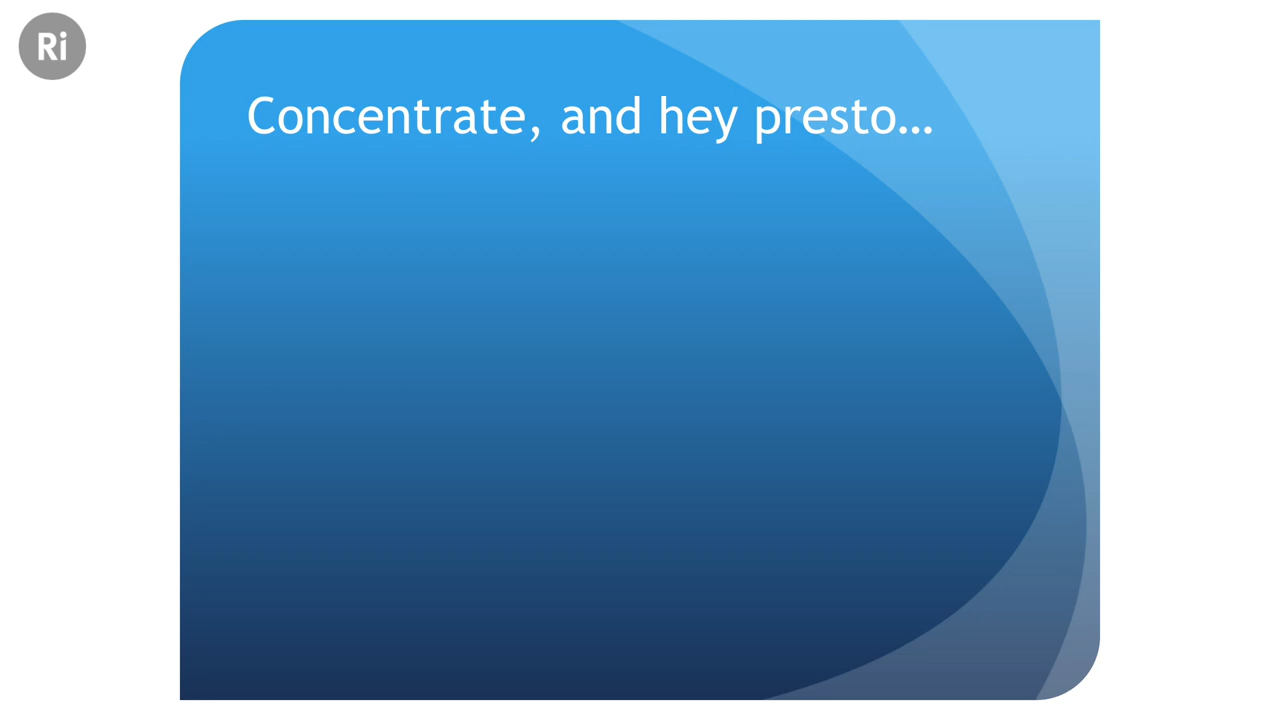 Ri
Concentrate, and hey presto…